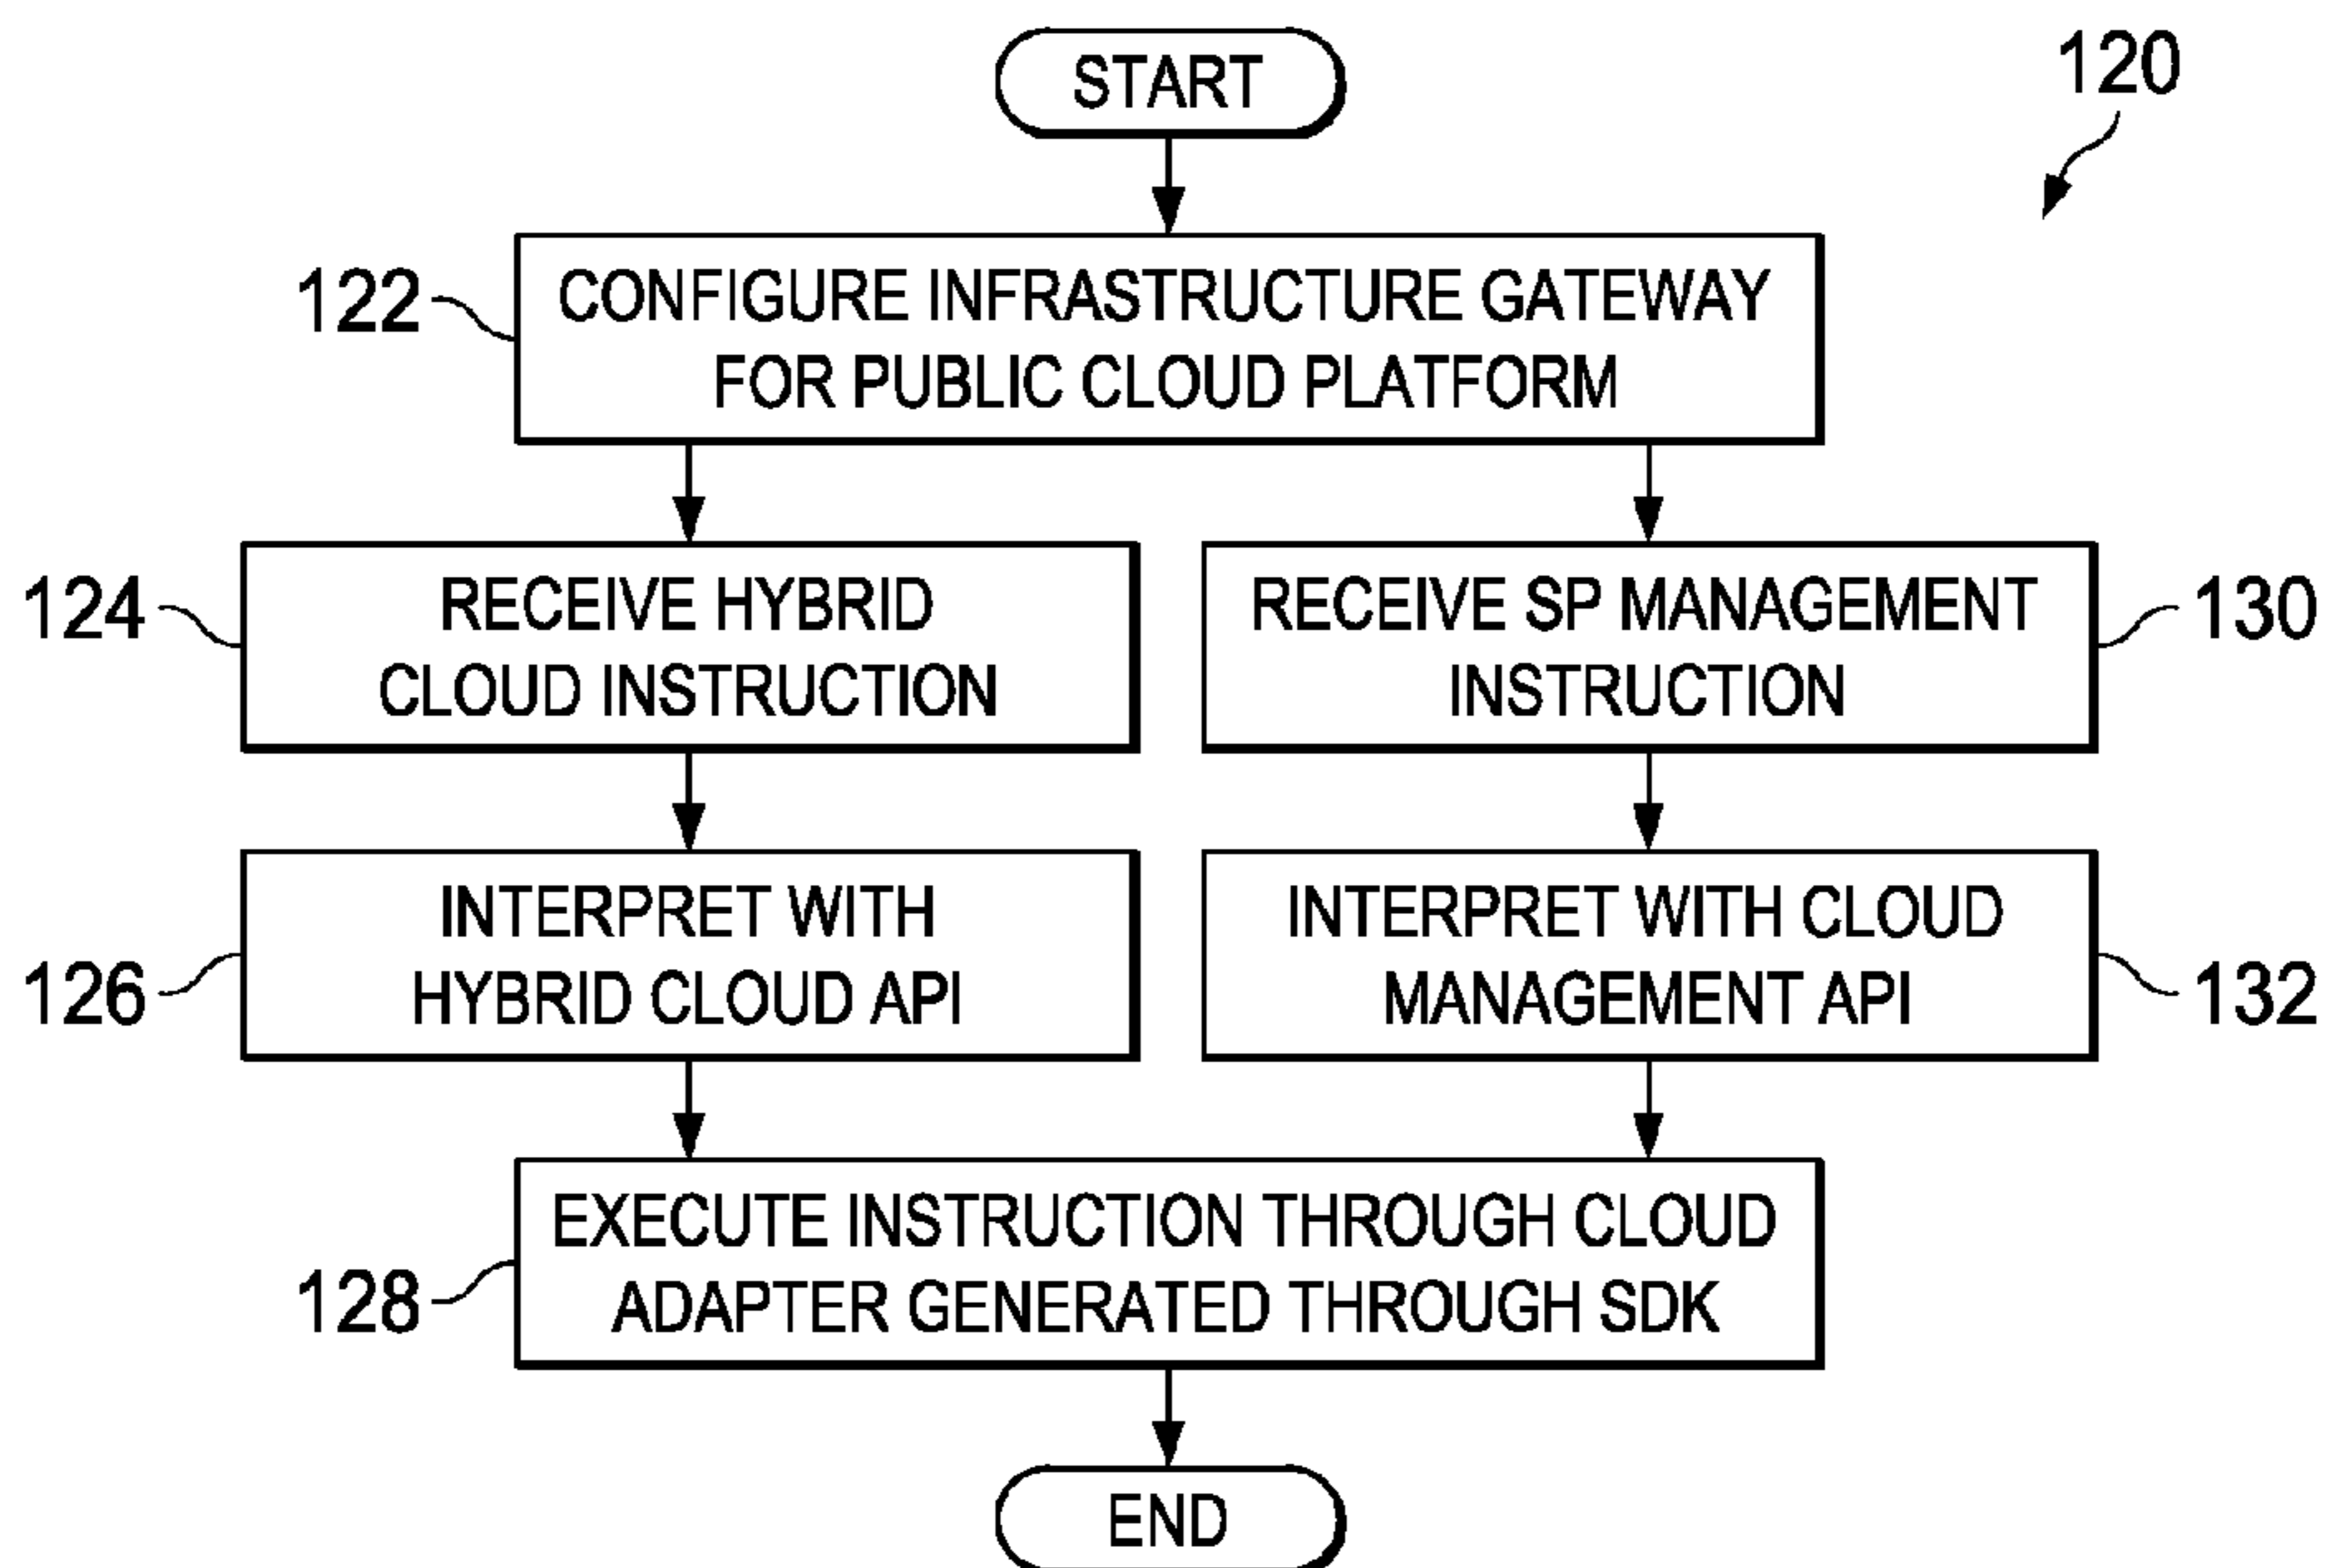 START
120
122
CONFIGURE INFRASTRUCTURE GATEWAY
FOR PUBLIC CLOUD PLATFORM
124
RECEIVE HYBRID
CLOUD INSTRUCTION
RECEIVE SP MANAGEMENT
INSTRUCTION
130
126
INTERPRET WITH
HYBRID CLOUD API
INTERPRET WITH CLOUD
MANAGEMENT API
132
128
EXECUTE INSTRUCTION THROUGH CLOUD
ADAPTER GENERATED THROUGH SDK
END